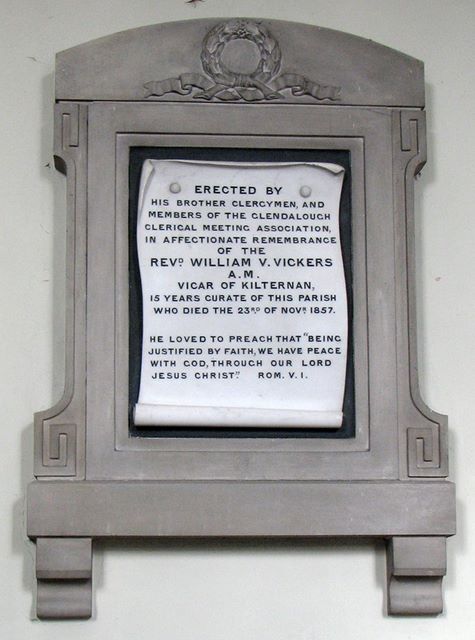 ERECTED BY
HIS BROTHER CLERGYMEN, AND
MEMBERS OF THE GLENDALOUGH
CLERICAL MEETING ASSOCIATION,
IN AFFECTIONATE REMEMBRANCE
OF THE
REVD WILLIAM V. VICKERS
A.M.
VICAR OF KILTERNAN,
15 YEARS CURATE OF THIS PARISH
WHO DIED THE 23RD OF NOVR 1857.
HE LOVED TO PREACH THAT "BEING
JUSTIFIED BY FAITH, WE HAVE PEACE
WITH GOD, THROUGH OUR LORD
JESUS CHRIST." ROM. V. 1.